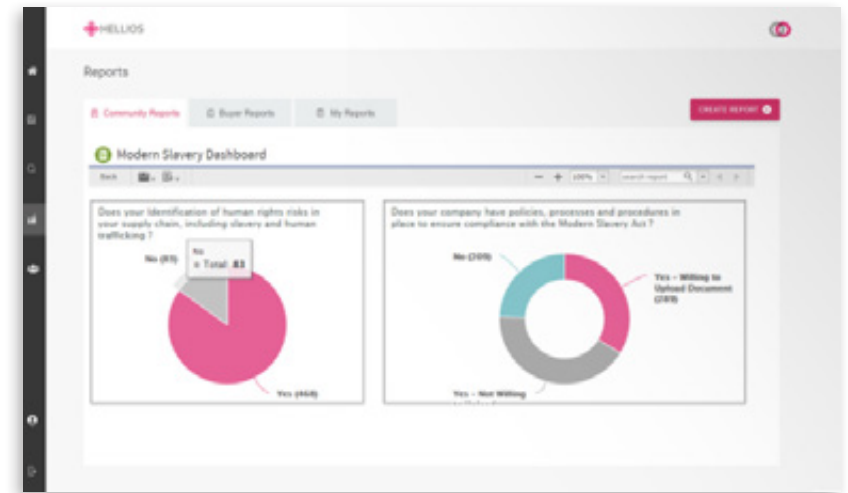 HELLIOS
Reports
Community Reports
Buyer Reports
My Reports
CREATE REPORT
Modern Slavery Dashboard
Back
100%
search report
Does your Identification of human rights risks in
your supply chain, including slavery and human
trafficking ?
No (83)
No
Total: 83
Yes (468)
Does your company have policies, processes and procedures in
place to ensure compliance with the Modern Slavery Act ?
No (209)
Yes - Willing to
Upload Document
(289)
Yes - Not Willing